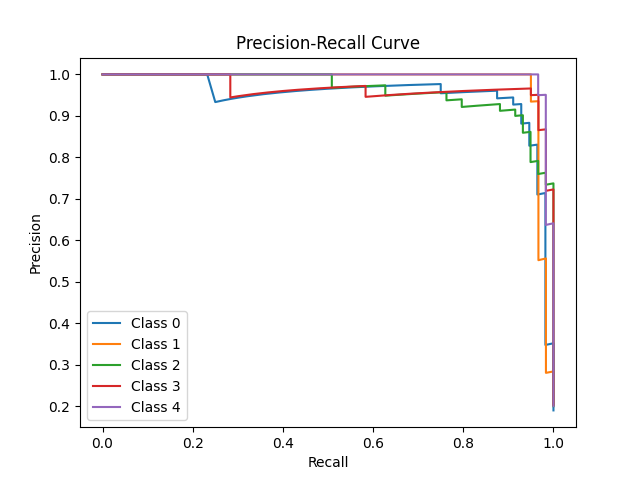 Precision-Recall Curve
1.0
0.9
0.8
0.7
0.6
0.5
0.4
0.3
0.2
Precision
Class 0
Class 1
Class 2
Class 3
Class 4
0.0 0.2 0.4 0.6 0.8 1.0
Recall